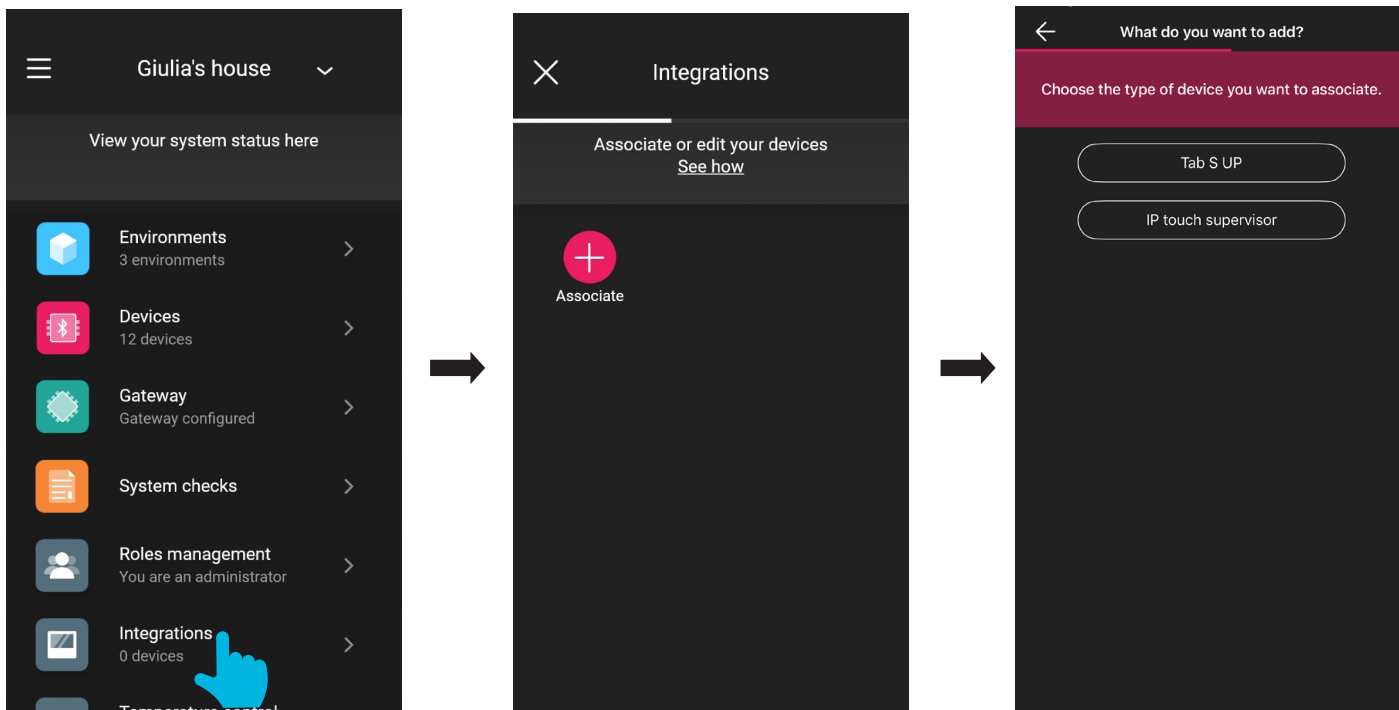 Giulia's house
View your system status here
Environments
3 environments
Devices
12 devices
Gateway
Gateway configured
System checks
Roles management
You are an administrator
Integrations
0 devices
Temperature control
Integrations
Associate or edit your devices
See how
Associate
What do you want to add?
Choose the type of device you want to associate.
Tab S UP
IP touch supervisor